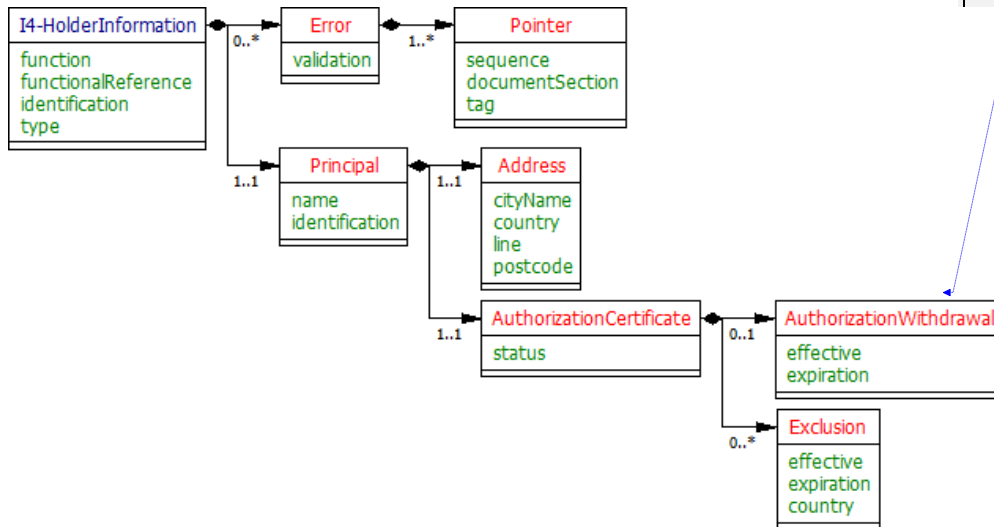 I4-HolderInformation
function
functionalReference
identification
type
0..*
Error
validation
1..*
Pointer
sequence
documentSection
tag
1..1
Principal
name
identification
1..1
Address
cityName
country
line
postcode
1..1
AuthorizationCertificate
status
0..1
AuthorizationWithdrawal
effective
expiration
0..*
Exclusion
effective
expiration
country